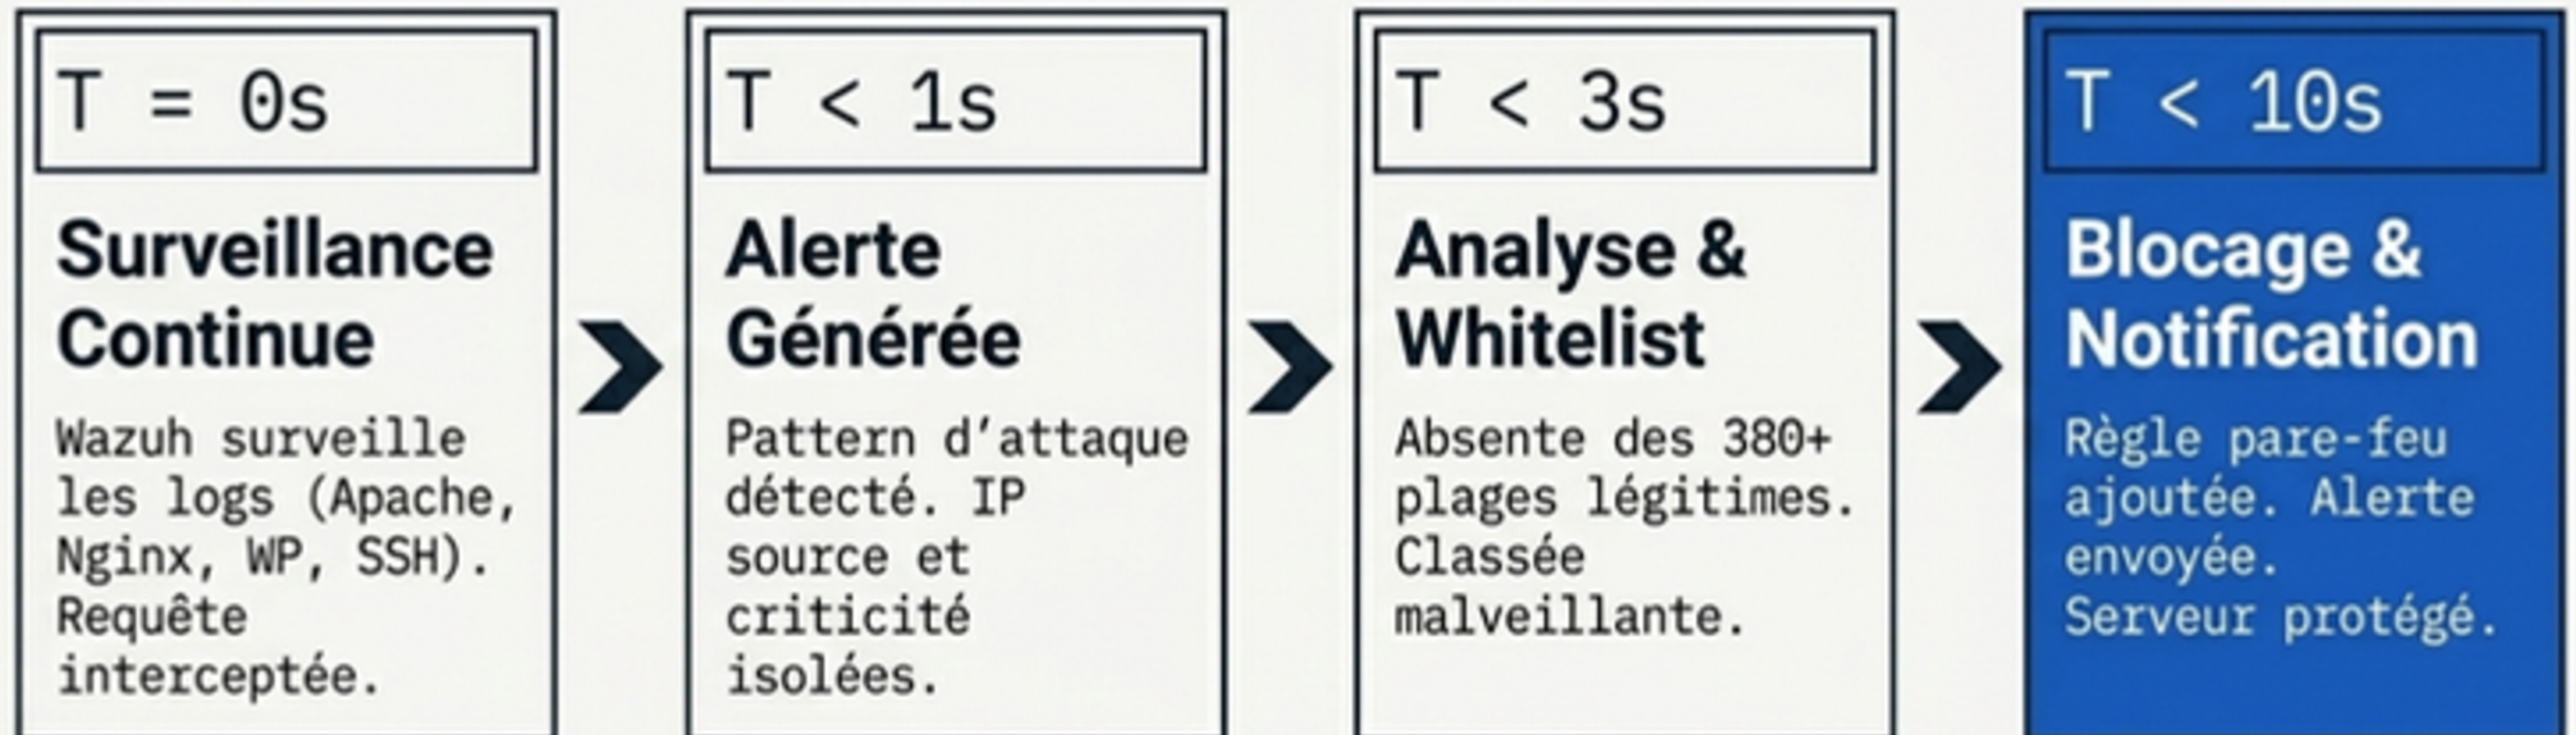 T = 0s
Surveillance
Continue
Wazuh surveille
les logs (Apache,
Nginx, WP, SSH).
Requête
interceptée.
T < 1s
Alerte
Générée
Pattern d’attaque
détecté. IP
source et
criticité
isolées.
T < 3s
Analyse &
Whitelist
Absente des 380+
plages légitimes.
Classée
malveillante.
T < 10s
Blocage &
Notification
Règle pare-feu
ajoutée. Alerte
envoyée.
Serveur protégé.